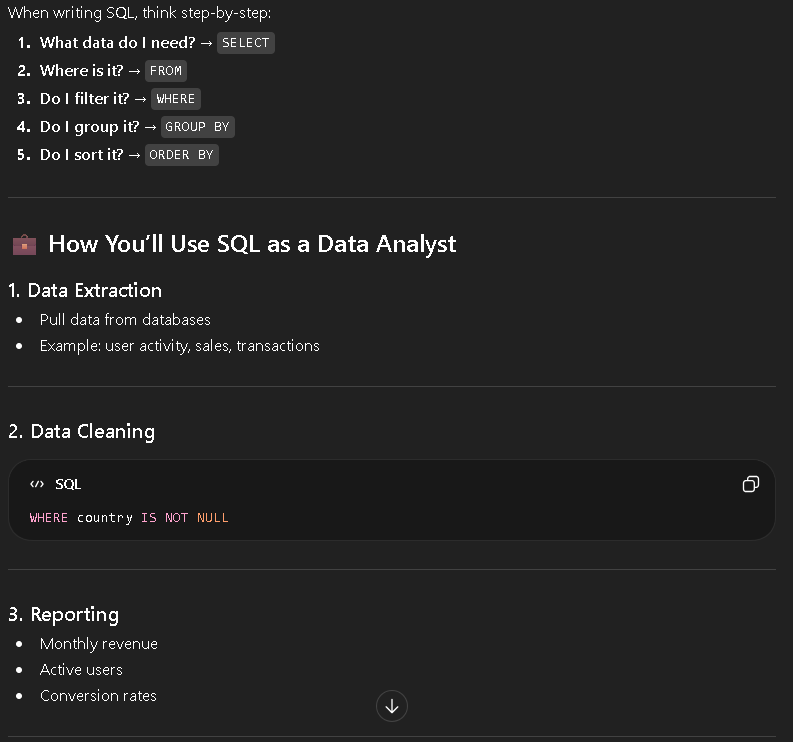 When writing SQL, think step-by-step:
1. What data do I need? → SELECT
2. Where is it? → FROM
3. Do I filter it? → WHERE
4. Do I group it? → GROUP BY
5. Do I sort it? → ORDER BY
💼 How You’ll Use SQL as a Data Analyst
1. Data Extraction
• Pull data from databases
• Example: user activity, sales, transactions
2. Data Cleaning
</> SQL
WHERE country IS NOT NULL
3. Reporting
• Monthly revenue
• Active users
• Conversion rates